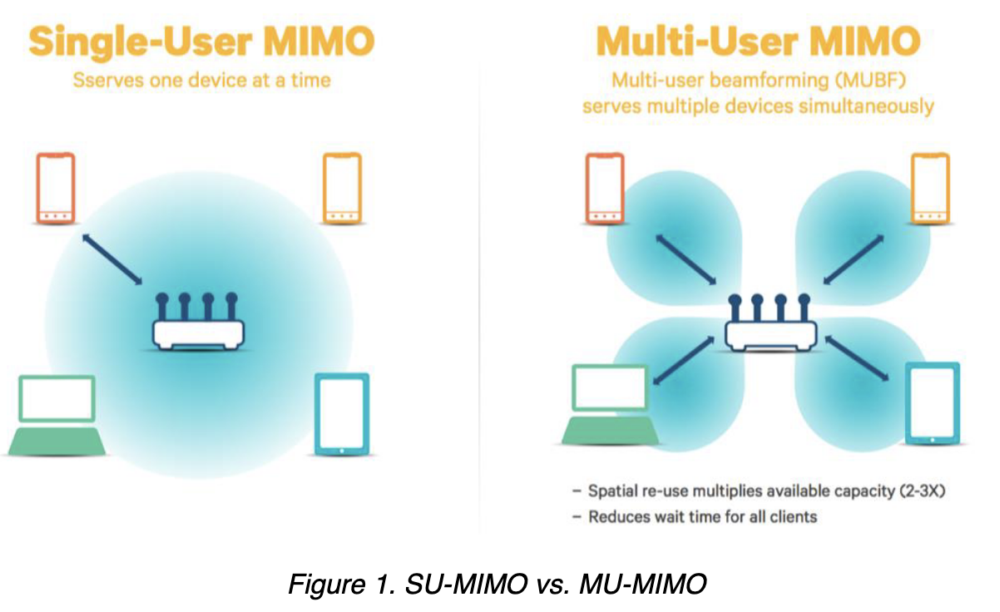 Single-User MIMO
Sserves one device at a time
Multi-User MIMO
Multi-user beamforming (MUBF)
serves multiple devices simultaneously
– Spatial re-use multiplies available capacity (2-3X)
– Reduces wait time for all clients
Figure 1. SU-MIMO vs. MU-MIMO